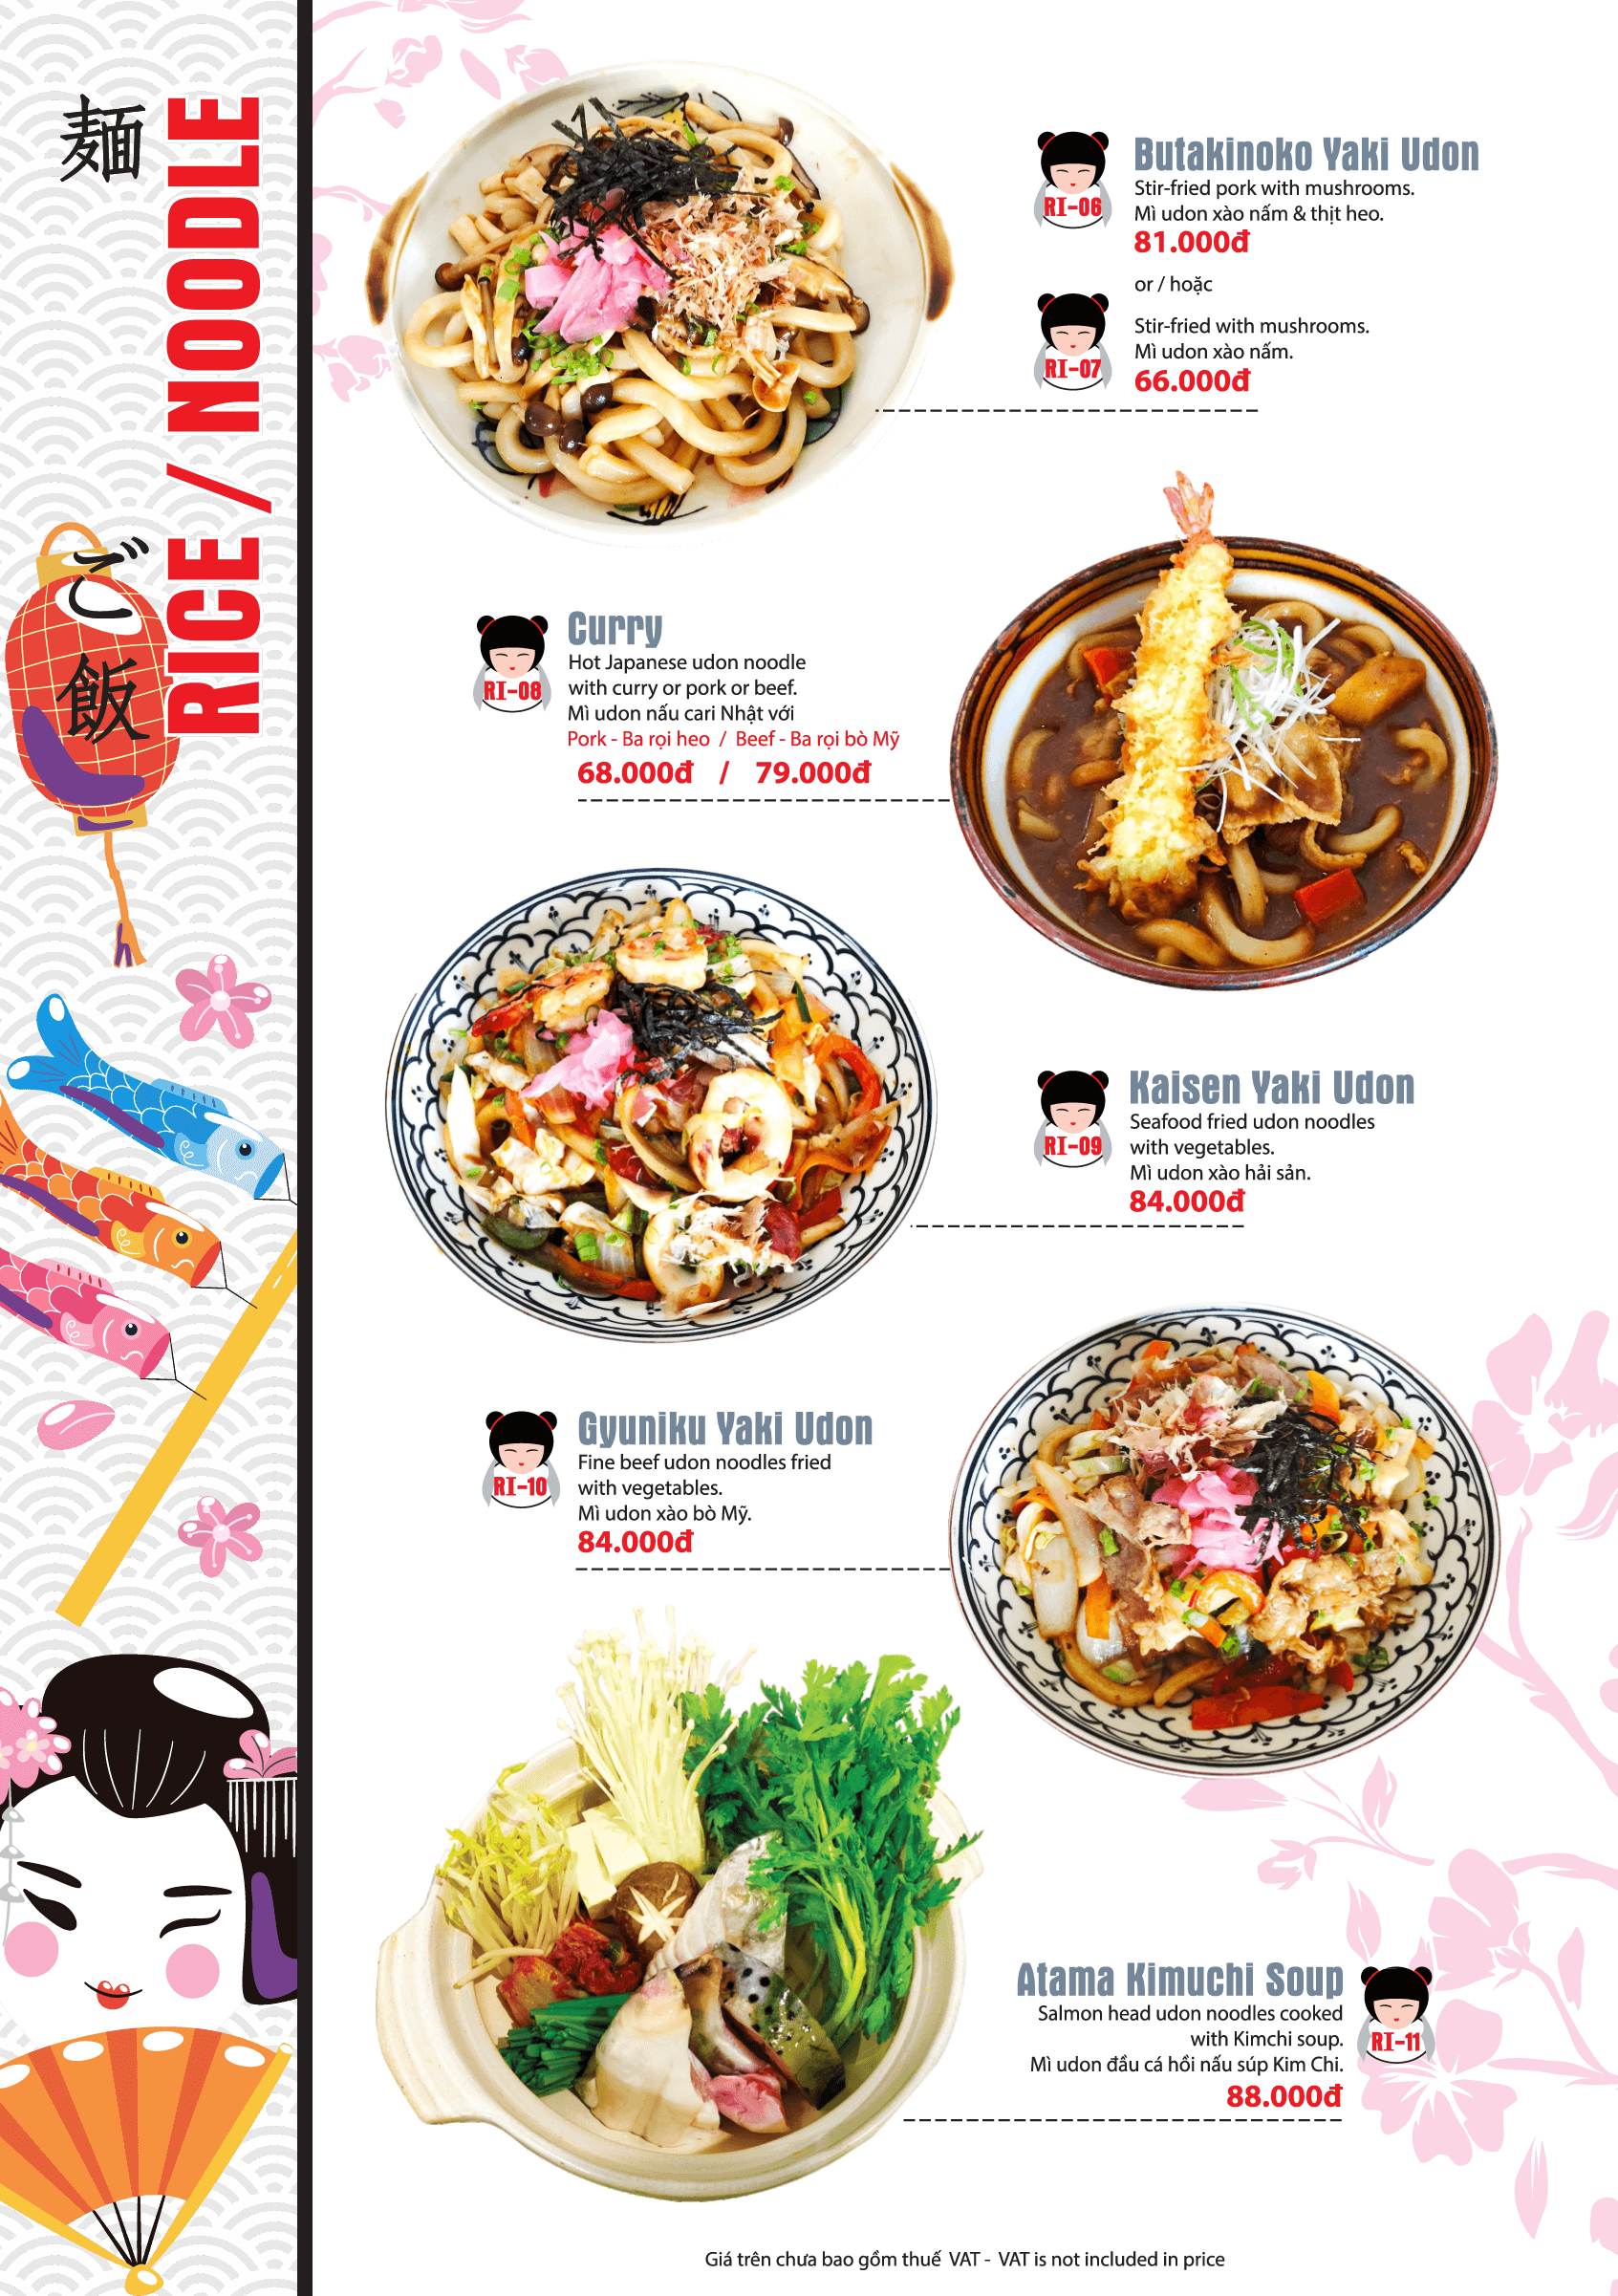 麺
ご飯
RICE / NOODLE
Butakinoko Yaki Udon
RI-06
Stir-fried pork with mushrooms.
Mì udon xào nấm & thịt heo.
81.000đ
or / hoặc
RI-07
Stir-fried with mushrooms.
Mì udon xào nấm.
66.000đ
Curry
RI-08
Hot Japanese udon noodle
with curry or pork or beef.
Mì udon nấu cari Nhật với
Pork - Ba rọi heo / Beef - Ba rọi bò Mỹ
68.000đ / 79.000đ
Kaisen Yaki Udon
RI-09
Seafood fried udon noodles
with vegetables.
Mì udon xào hải sản.
84.000đ
Gyuniku Yaki Udon
RI-10
Fine beef udon noodles fried
with vegetables.
Mì udon xào bò Mỹ.
84.000đ
Atama Kimuchi Soup
RI-11
Salmon head udon noodles cooked
with Kimchi soup.
Mì udon đầu cá hồi nấu súp Kim Chi.
88.000đ
Giá trên chưa bao gồm thuế VAT - VAT is not included in price